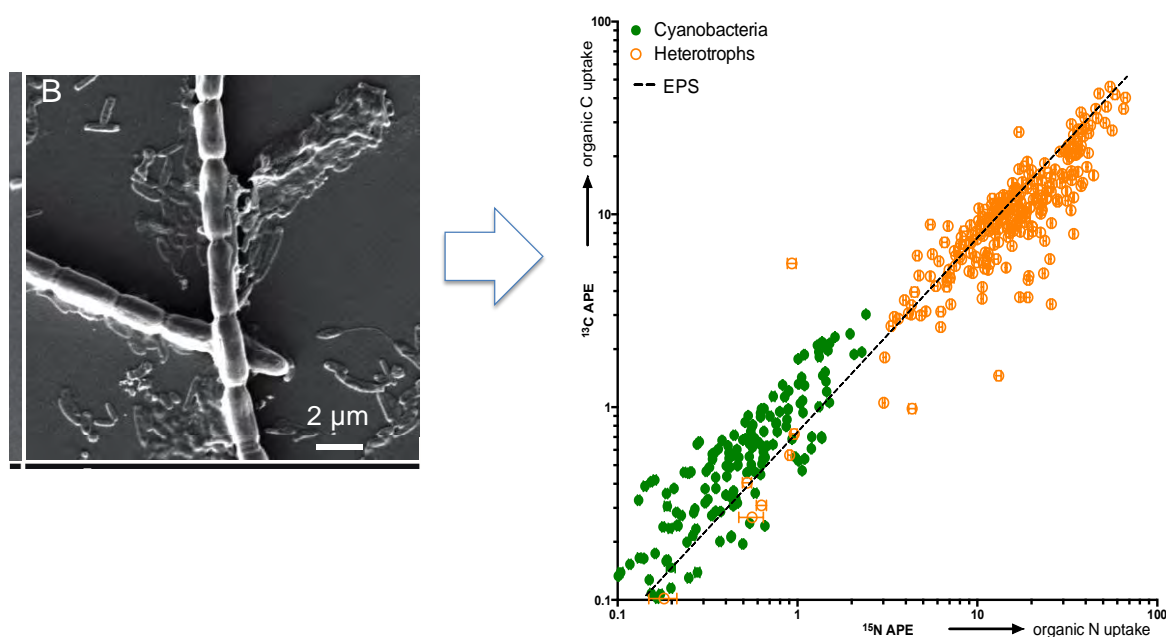 B
2 µm
100
10
1
0.1
0.1
1
10
100
Cyanobacteria
Heterotrophs
EPS
¹³C APE → organic C uptake
¹⁵N APE → organic N uptake